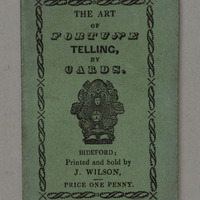 THE ART
OF
FORTUNE
TELLING,
BY
CARDS.
BIDEFORD;
Printed and sold by
J. WILSON,
PRICE ONE PENNY.